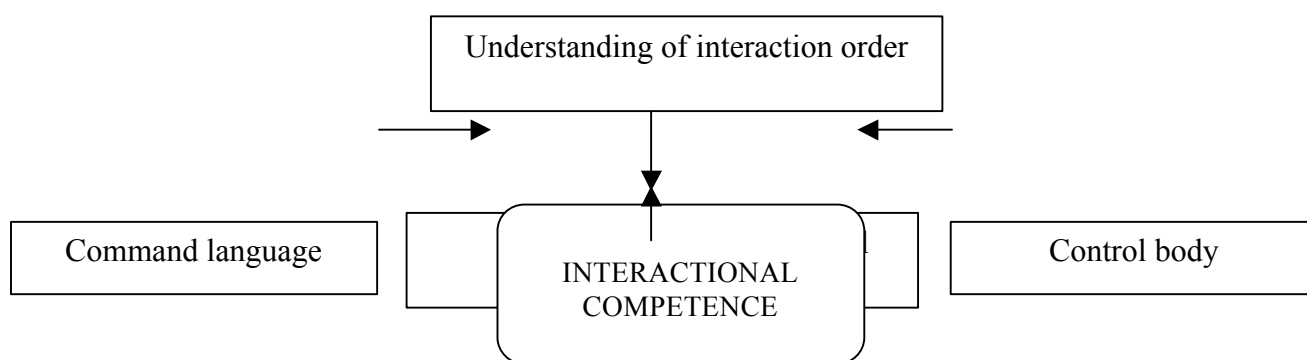 Understanding of interaction order
Command language
INTERACTIONAL
COMPETENCE
Control body